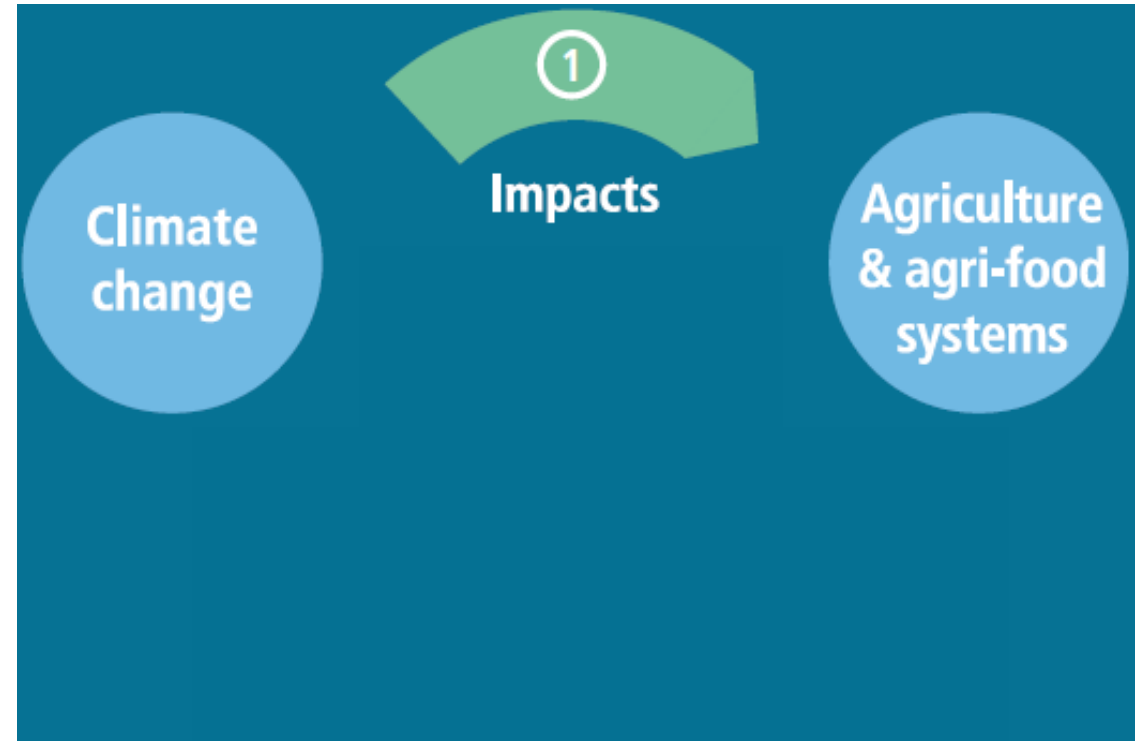 1
Impacts
Climate
change
Agriculture
& agri-food
systems